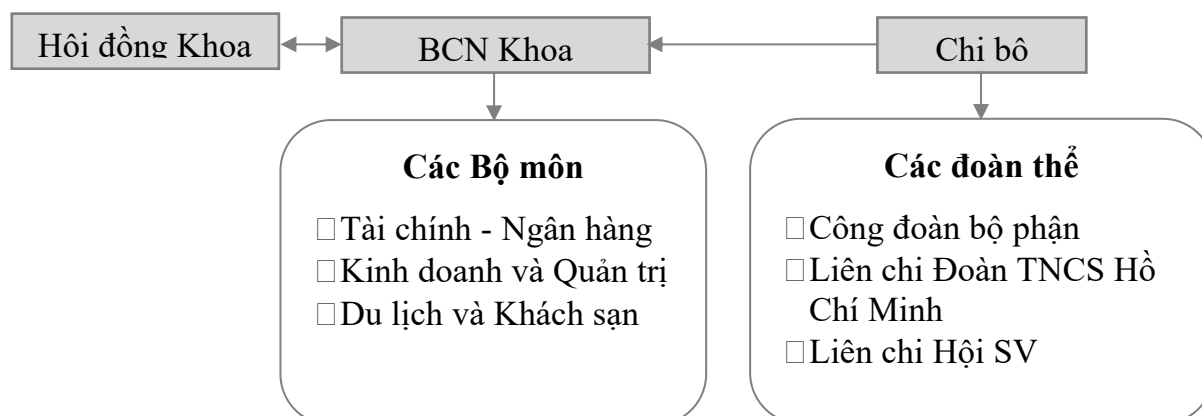 Hôi đồng Khoa
BCN Khoa
Chi bô
Các Bộ môn
□Tài chính - Ngân hàng
□Kinh doanh và Quản trị
□Du lịch và Khách sạn
Các đoàn thể
□Công đoàn bộ phận
□Liên chi Đoàn TNCS Hồ
Chí Minh
□Liên chi Hội SV